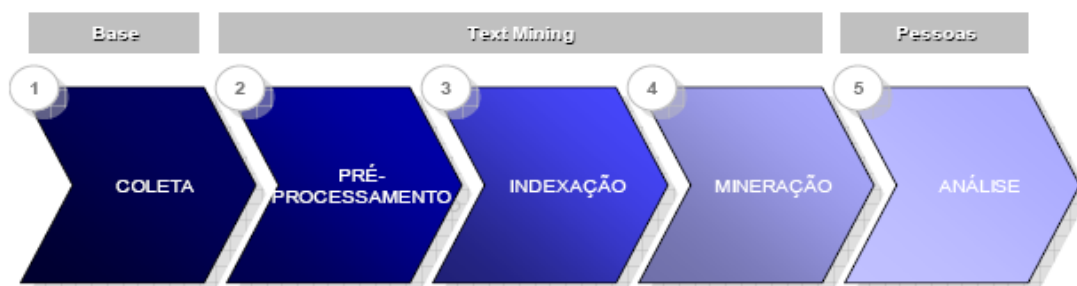 Base
Text Mining
Pessoas
1
2
3
4
5
COLETA
PRÉ-
PROCESSAMENTO
INDEXAÇÃO
MINERAÇÃO
ANÁLISE